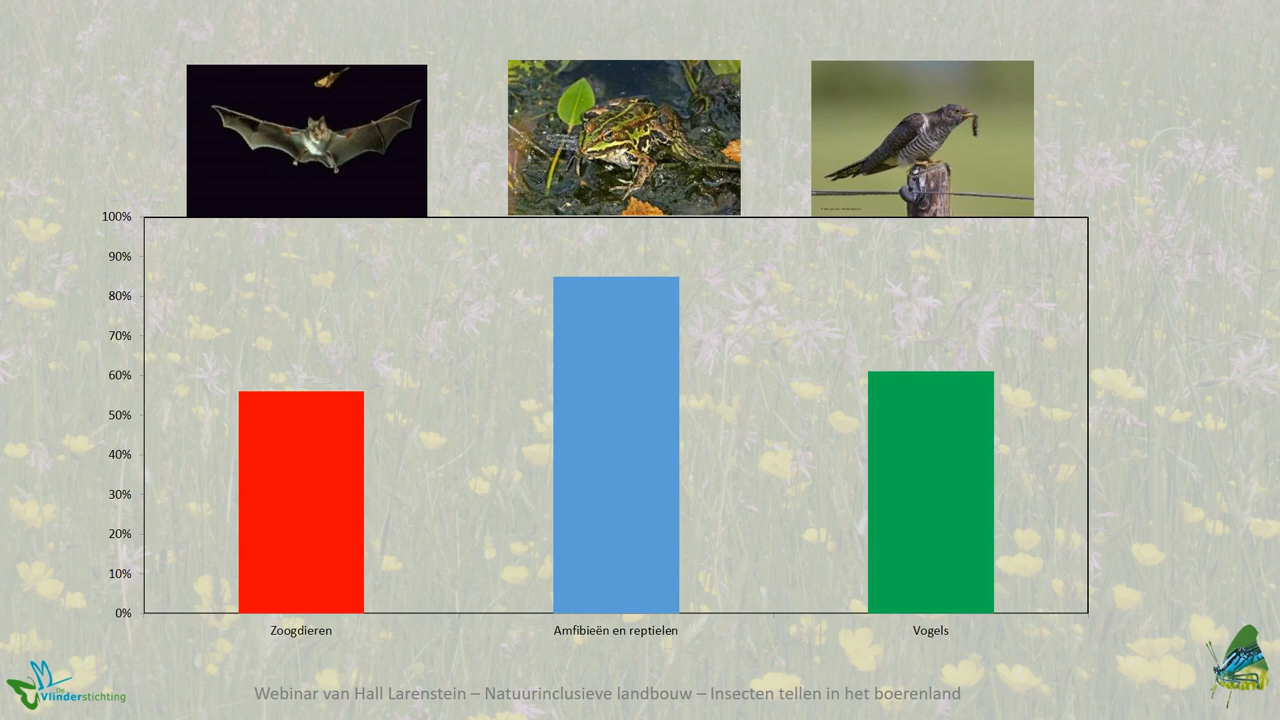 100%
90%
80%
70%
60%
50%
40%
30%
20%
10%
0%
Zoogdieren Amfibieën en reptielen Vogels
De
Vlinderstichting
Webinar van Hall Larenstein – Natuurinclusieve landbouw – Insecten tellen in het boerenland